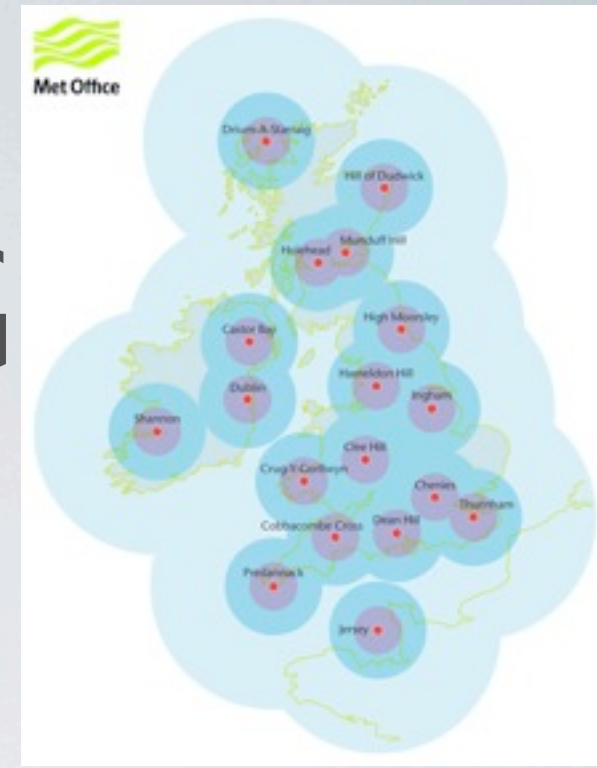 Met Office
Drium-A-Starraig
Hill of Dudwick
Munduff Hill
Holehead
High Moorsley
Castor Bay
Hameldon Hill
Dublin
Ingham
Shannon
Clee Hill
Crug-Y-Gorllwyn
Chenies
Thurnham
Cobbacombe Cross
Dean Hill
Predannack
Jersey